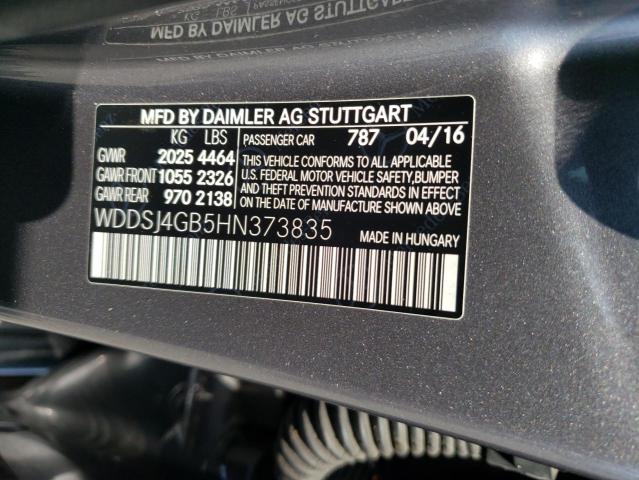 MFD BY DAIMLER AG STUTTGART
MFD BY DAIMLER AG STUTTGART
KG LBS PASSENGER CAR 787 04/16
GVWR 2025 4464 THIS VEHICLE CONFORMS TO ALL APPLICABLE
GAWR FRONT 1055 2326 U.S. FEDERAL MOTOR VEHICLE SAFETY,BUMPER
GAWR REAR 970 2138 AND THEFT PREVENTION STANDARDS IN EFFECT
ON THE DATE OF MANUFACTURE SHOWN ABOVE.
WDDSJ4GB5HN373835 MADE IN HUNGARY